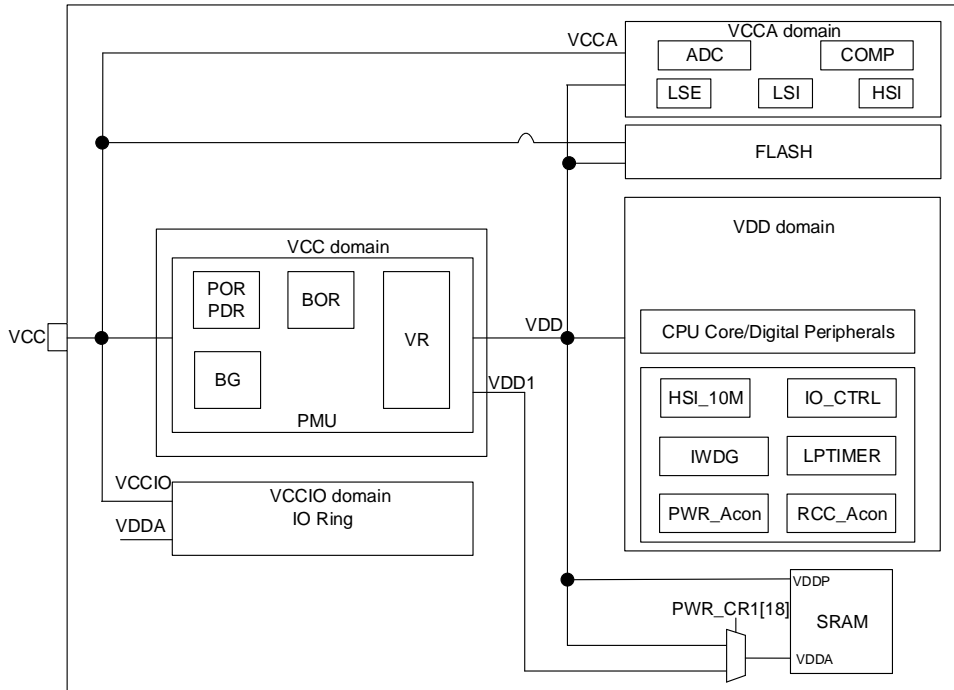 VCCA domain
VCCA
ADC
COMP
LSE
LSI
HSI
FLASH
VCC domain
POR
PDR
BOR
VR
BG
PMU
VCC
VDD
VDD1
VDD domain
CPU Core/Digital Peripherals
HSI_10M
IO_CTRL
IWDG
LPTIMER
PWR_Acon
RCC_Acon
VCCIO
VDDA
VCCIO domain
IO Ring
PWR_CR1[18]
VDDP
SRAM
VDDA